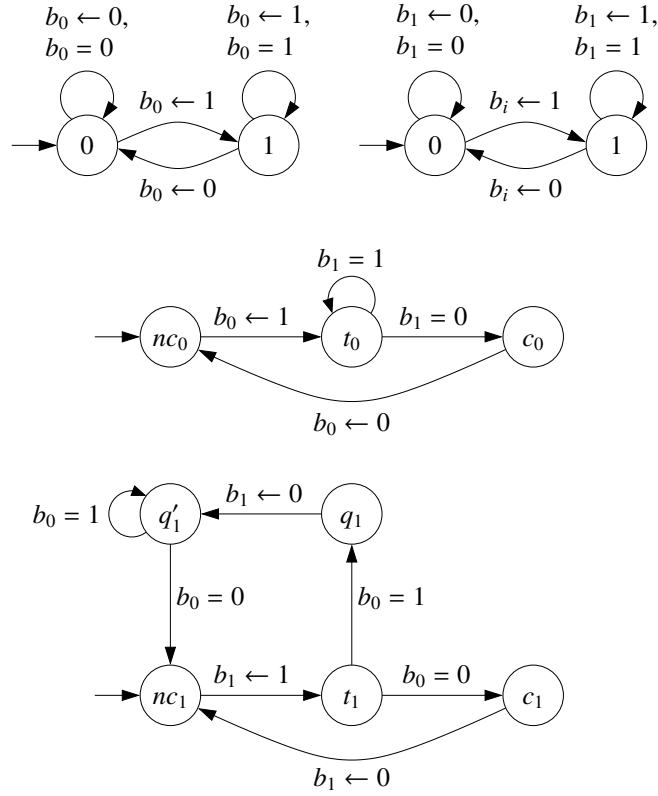 b₀ ← 0,
b₀ = 0
b₀ ← 1,
b₀ = 1
b₀ ← 1
0
1
b₀ ← 0
b₁ ← 0,
b₁ = 0
b₁ ← 1,
b₁ = 1
bᵢ ← 1
0
1
bᵢ ← 0
b₁ = 1
b₀ ← 1
b₁ = 0
nc₀
t₀
c₀
b₀ ← 0
b₁ ← 0
b₀ = 1
q′₁
q₁
b₀ = 0
b₀ = 1
b₁ ← 1
b₀ = 0
nc₁
t₁
c₁
b₁ ← 0